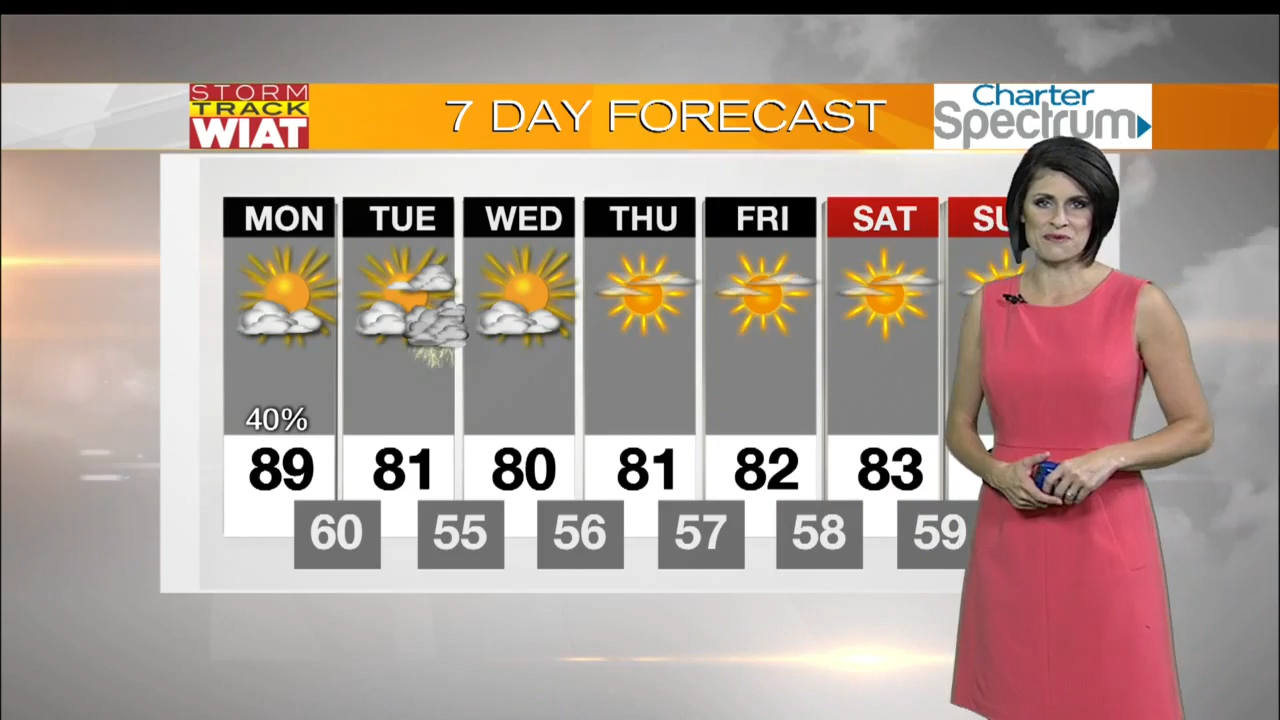 STORM
TRACK
WIAT
7 DAY FORECAST
Charter
Spectrum
MON TUE WED THU FRI SAT
40%
89 81 80 81 82 83
60 55 56 57 58 59